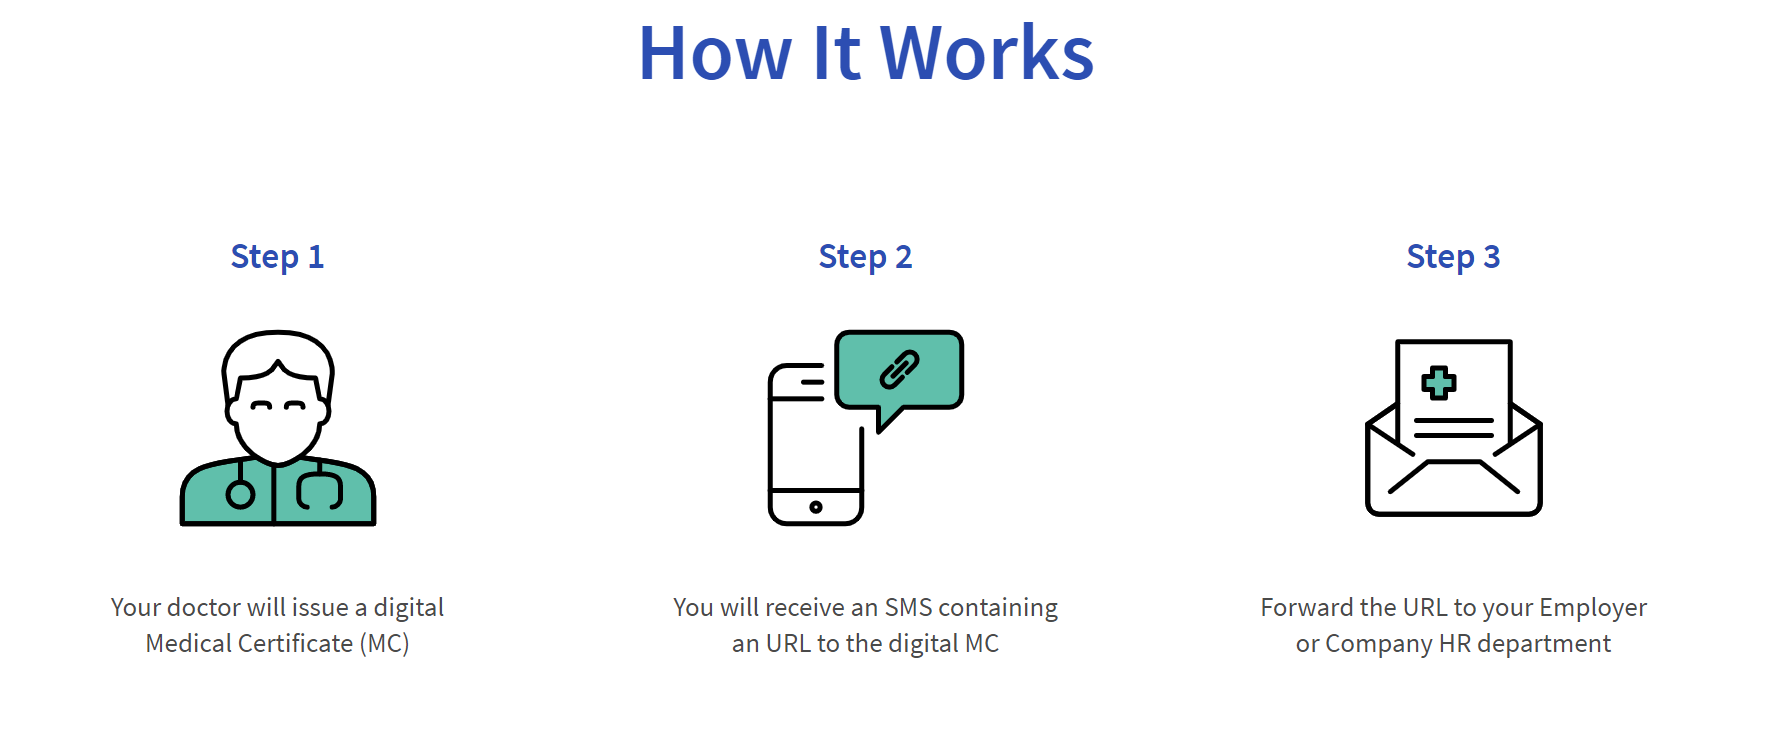 How It Works
Step 1
Your doctor will issue a digital
Medical Certificate (MC)
Step 2
You will receive an SMS containing
an URL to the digital MC
Step 3
Forward the URL to your Employer
or Company HR department